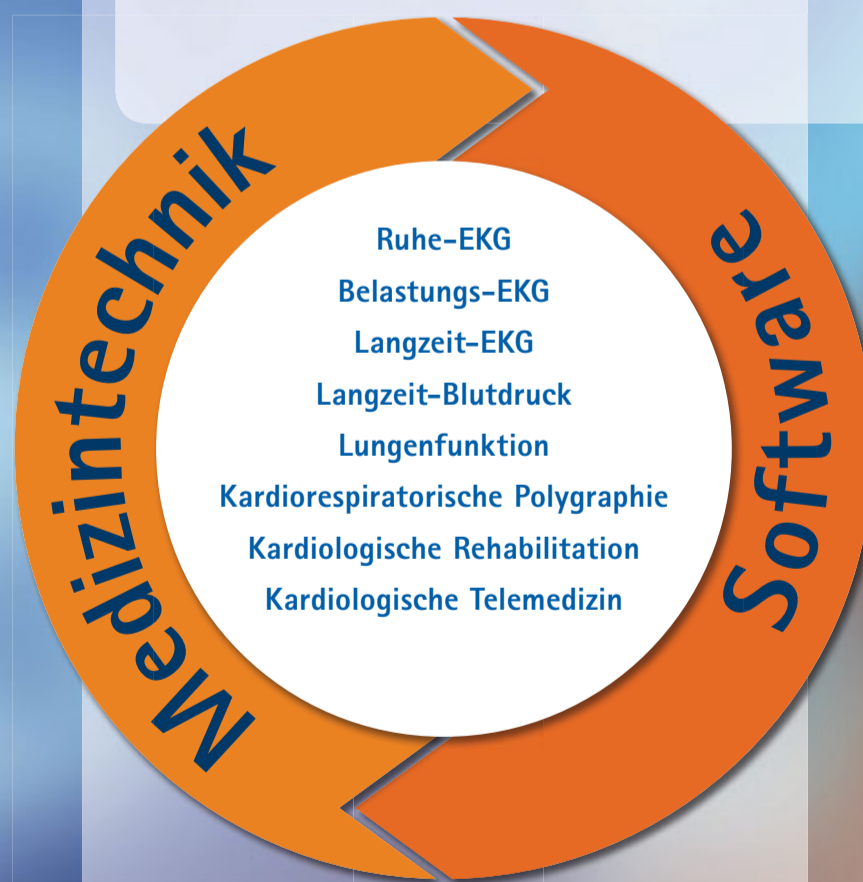 Medizintechnik
Software
Ruhe-EKG
Belastungs-EKG
Langzeit-EKG
Langzeit-Blutdruck
Lungenfunktion
Kardiorespiratorische Polygraphie
Kardiologische Rehabilitation
Kardiologische Telemedizin